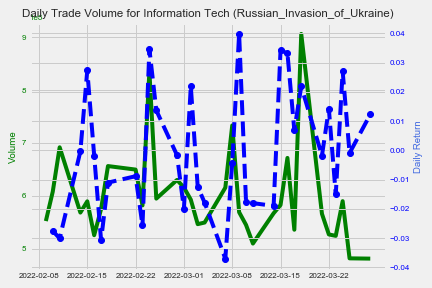 Daily Trade Volume for Information Tech (Russian_Invasion_of_Ukraine)
1e8
9
8
7
6
5
Volume
0.04
0.03
0.02
0.01
0.00
−0.01
−0.02
−0.03
−0.04
Daily Return
2022-02-08 2022-02-15 2022-02-22 2022-03-01 2022-03-08 2022-03-15 2022-03-22